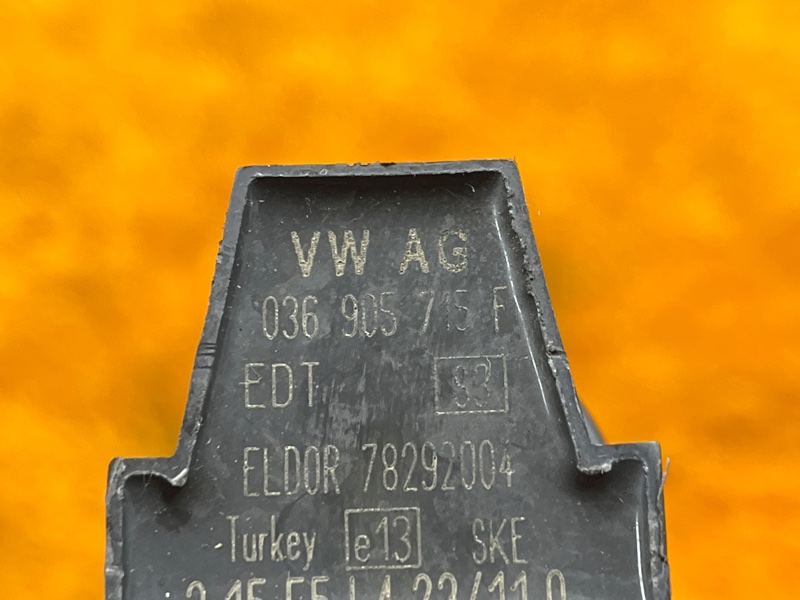 VW AG
036 905 715 F
EDT 83
ELDOR 78292004
Turkey e13 SKE